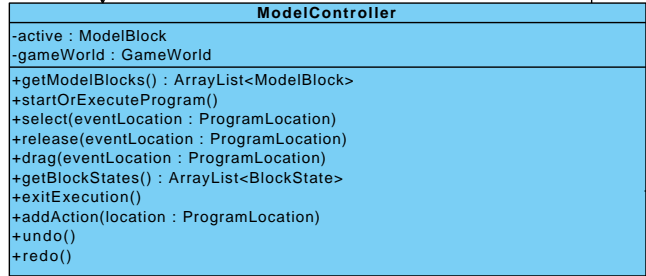 ModelController
-active : ModelBlock
-gameWorld : GameWorld
+getModelBlocks() : ArrayList<ModelBlock>
+startOrExecuteProgram()
+select(eventLocation : ProgramLocation)
+release(eventLocation : ProgramLocation)
+drag(eventLocation : ProgramLocation)
+getBlockStates() : ArrayList<BlockState>
+exitExecution()
+addAction(location : ProgramLocation)
+undo()
+redo()